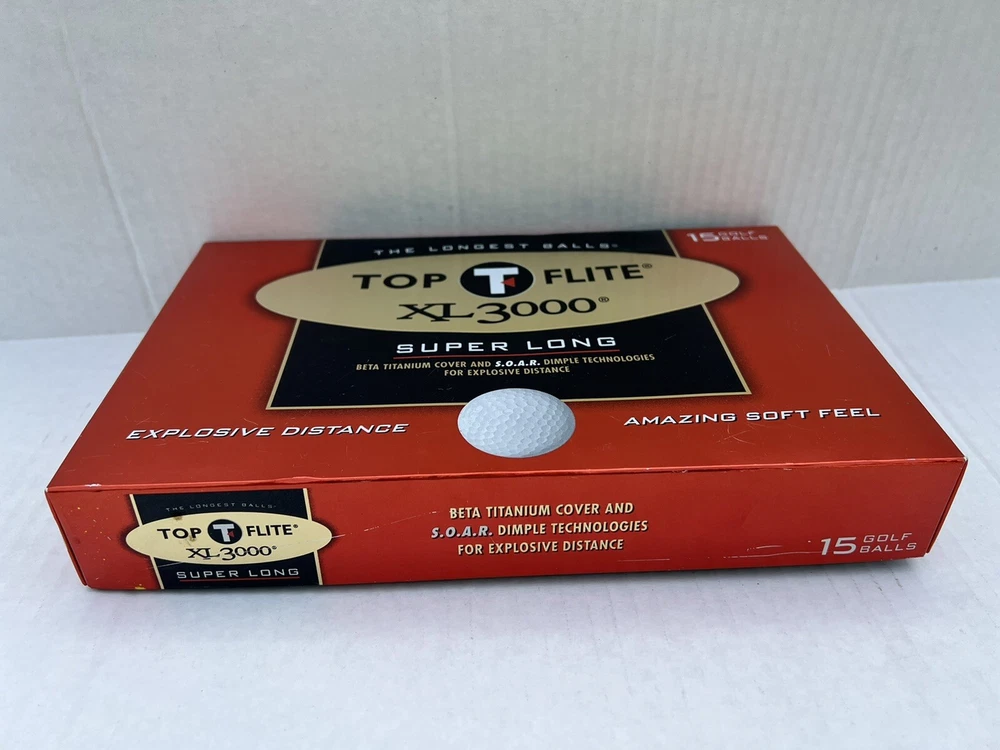 THE LONGEST BALLS™
15 GOLF BALLS
TOP T FLITE®
XL3000®
SUPER LONG
BETA TITANIUM COVER AND S.O.A.R. DIMPLE TECHNOLOGIES
FOR EXPLOSIVE DISTANCE
EXPLOSIVE DISTANCE
AMAZING SOFT FEEL
THE LONGEST BALLS™
TOP T FLITE®
XL3000®
SUPER LONG
BETA TITANIUM COVER AND
S.O.A.R. DIMPLE TECHNOLOGIES
FOR EXPLOSIVE DISTANCE
15 GOLF BALLS